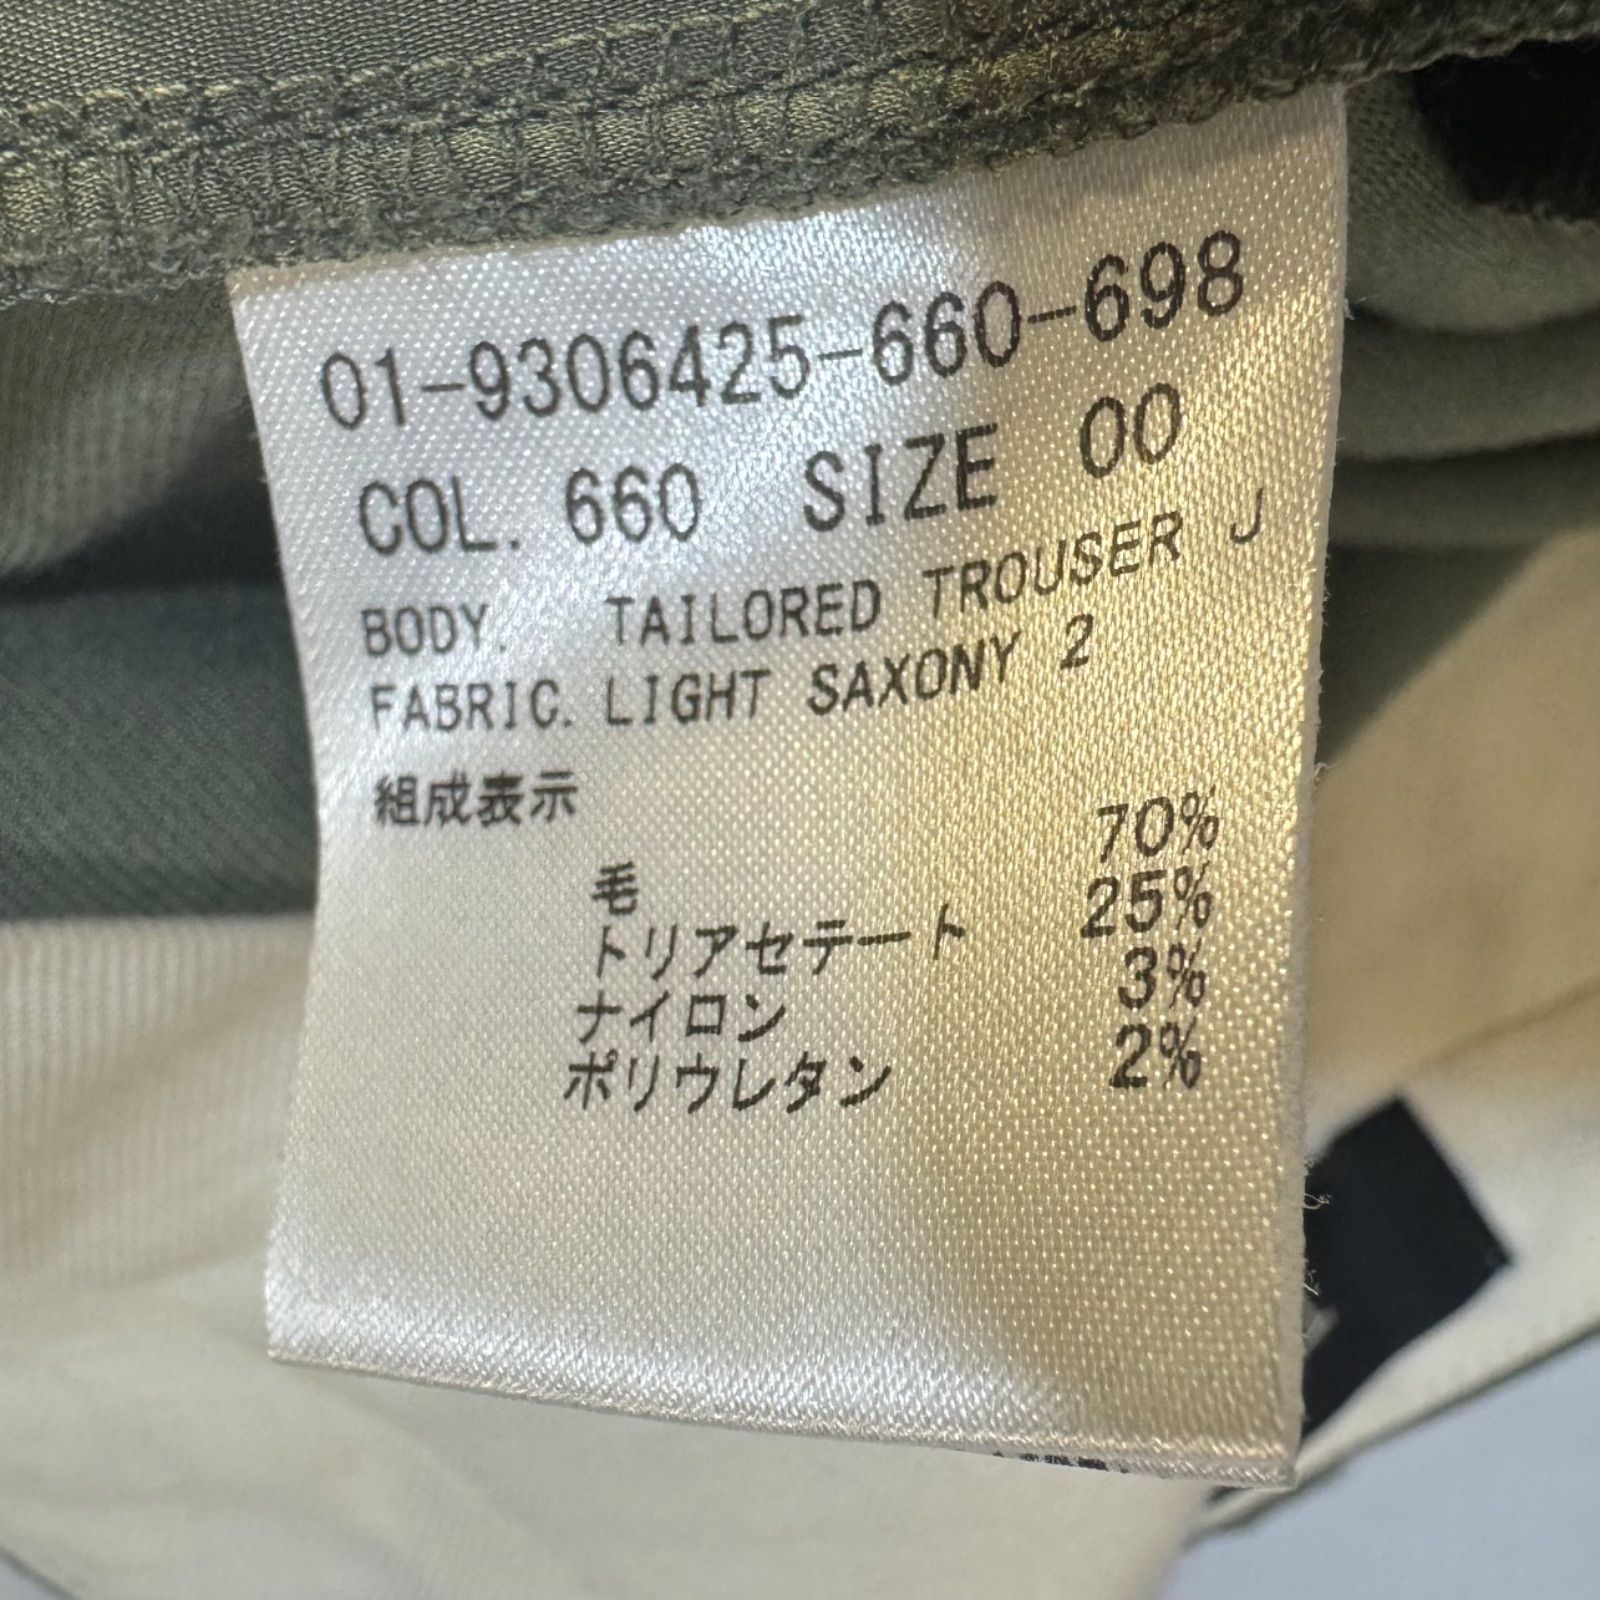 01-9306425-660-698
COL. 660 SIZE 00
BODY. TAILORED TROUSER J
FABRIC. LIGHT SAXONY 2
組成表示
毛 70%
トリアセテート 25%
ナイロン 3%
ポリウレタン 2%